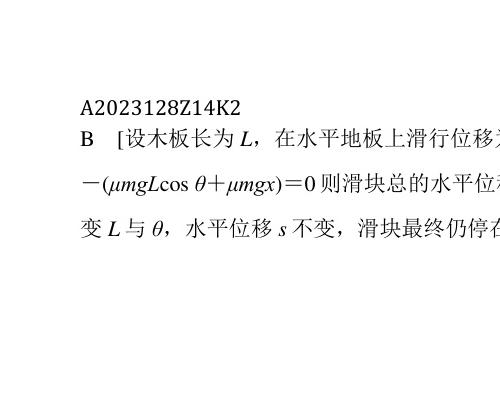 A2023128Z14K2
B [设木板长为 L，在水平地板上滑行位移
－(μmgLcos θ＋μmgx)＝0 则滑块总的水平位
变 L 与 θ，水平位移 s 不变，滑块最终仍停在